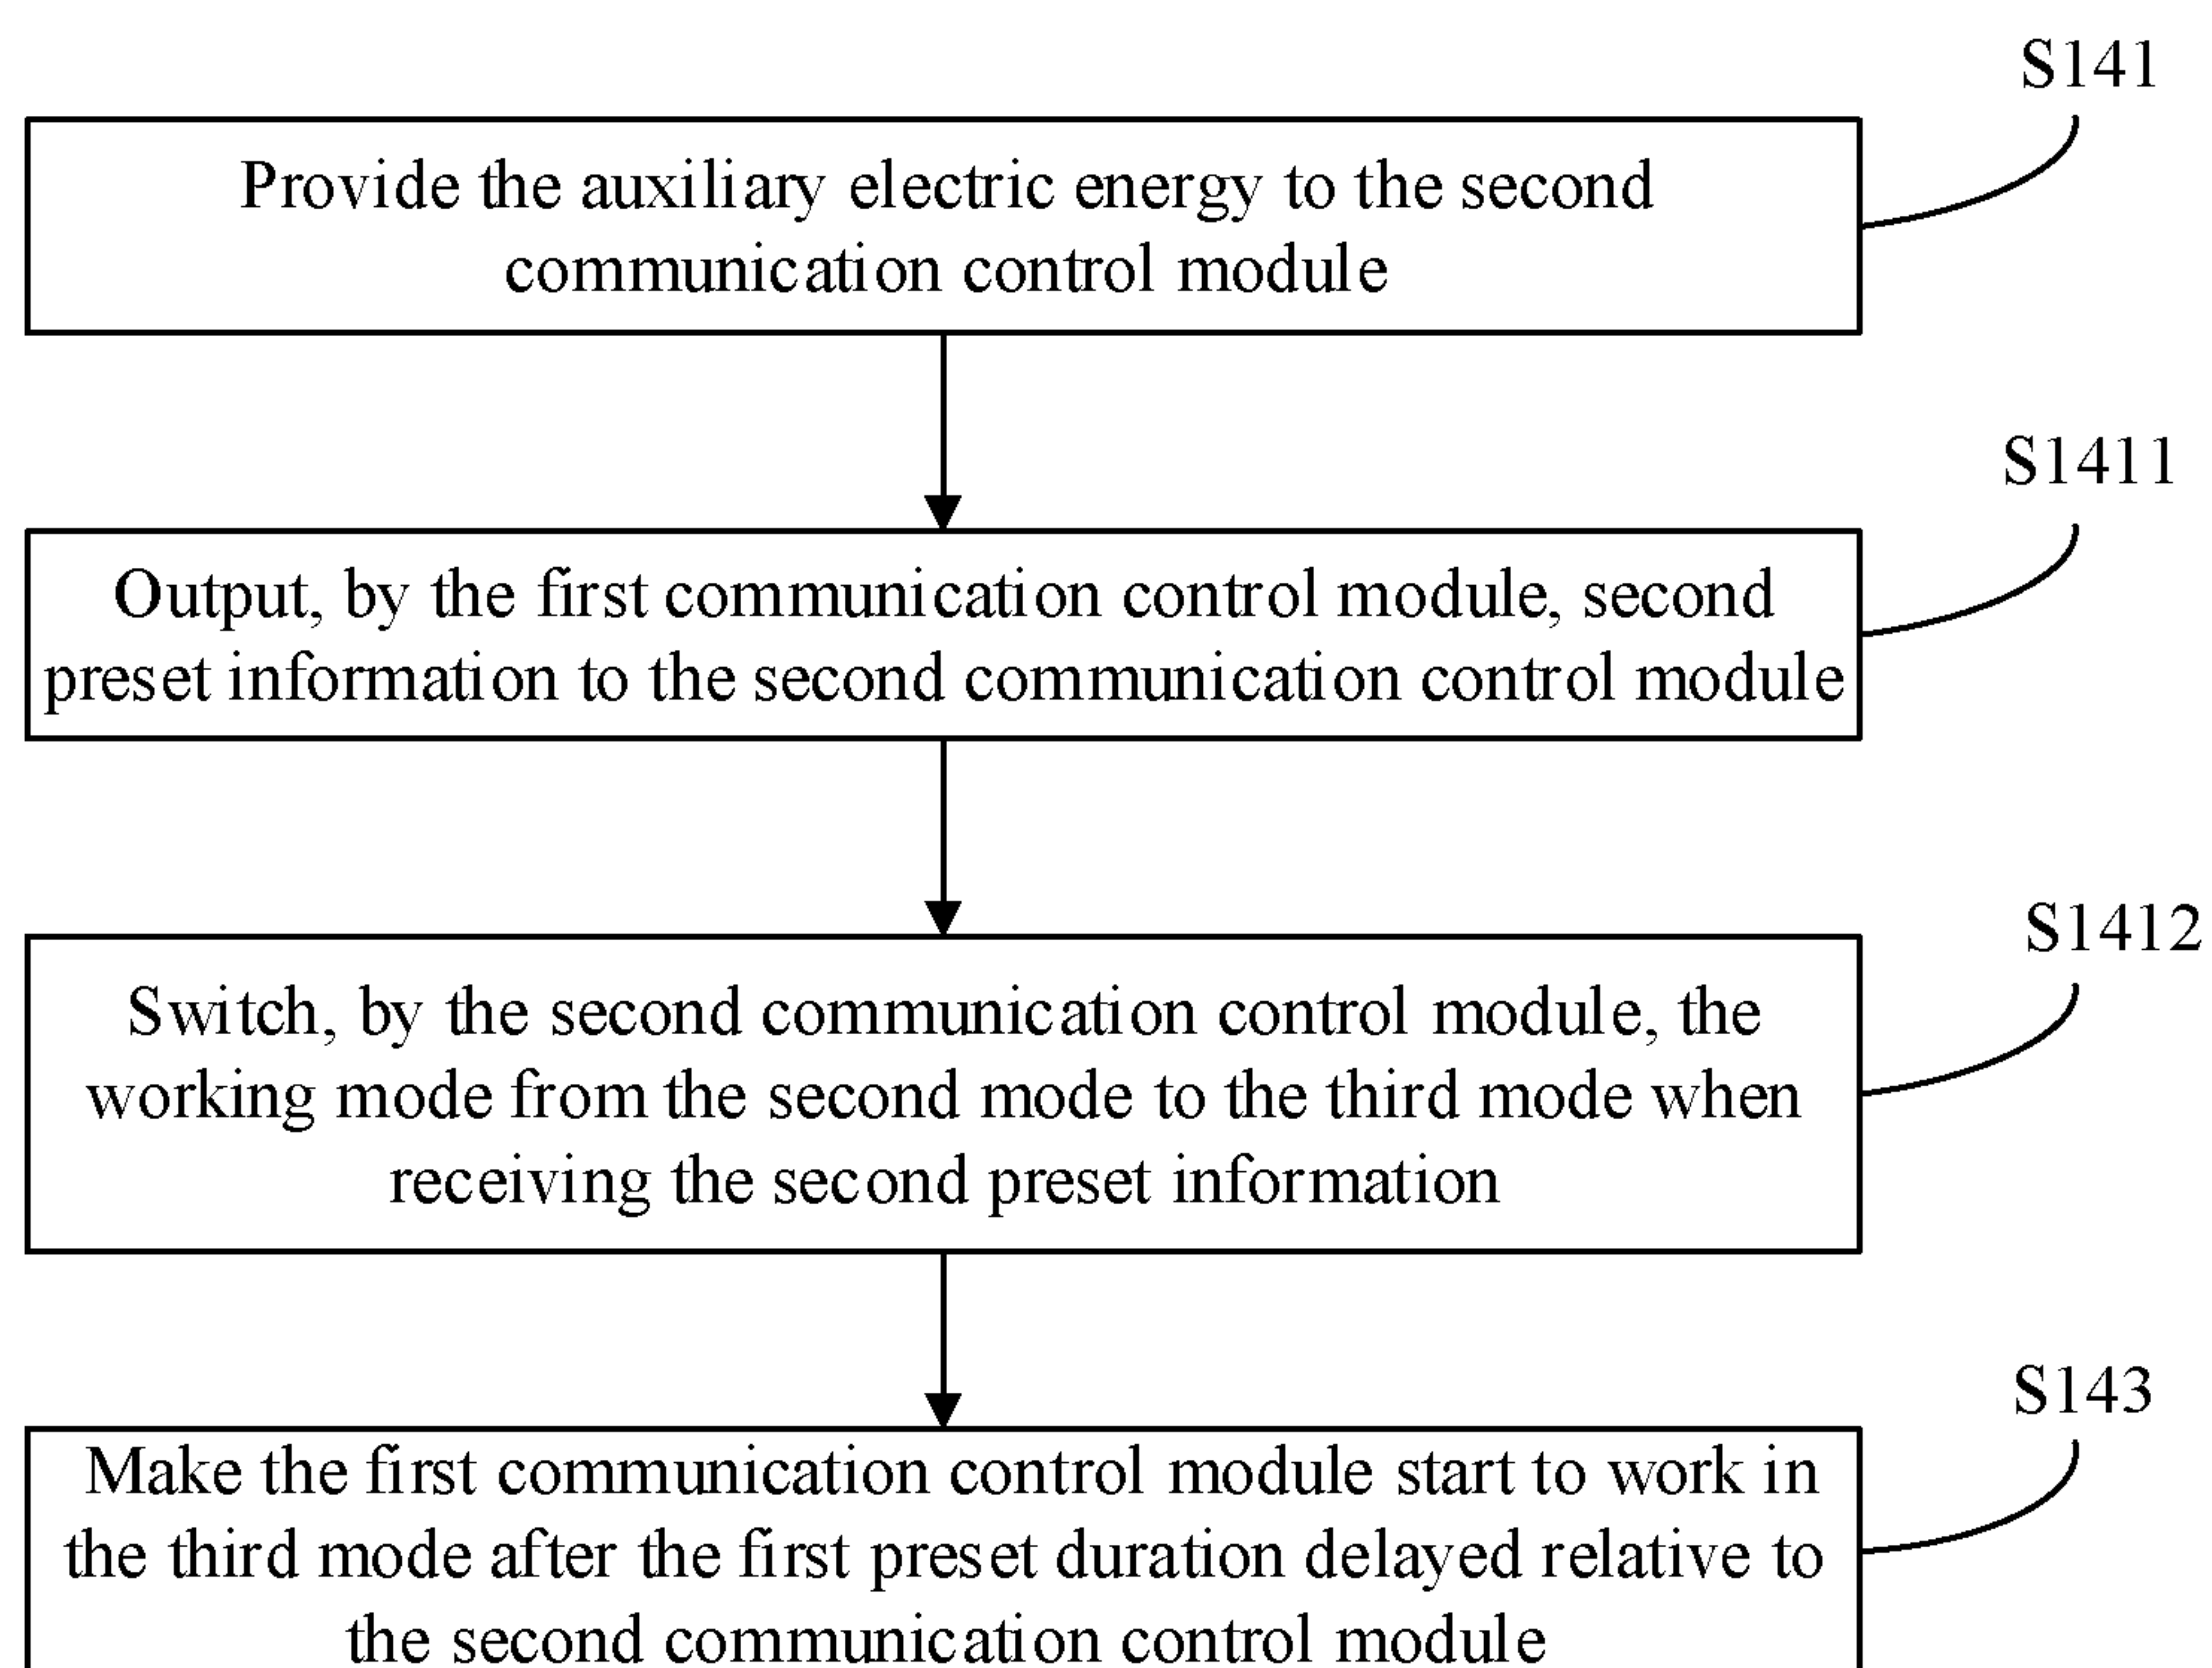 S141
Provide the auxiliary electric energy to the second
communication control module
S1411
Output, by the first communication control module, second
preset information to the second communication control module
S1412
Switch, by the second communication control module, the
working mode from the second mode to the third mode when
receiving the second preset information
S143
Make the first communication control module start to work in
the third mode after the first preset duration delayed relative to
the second communication control module